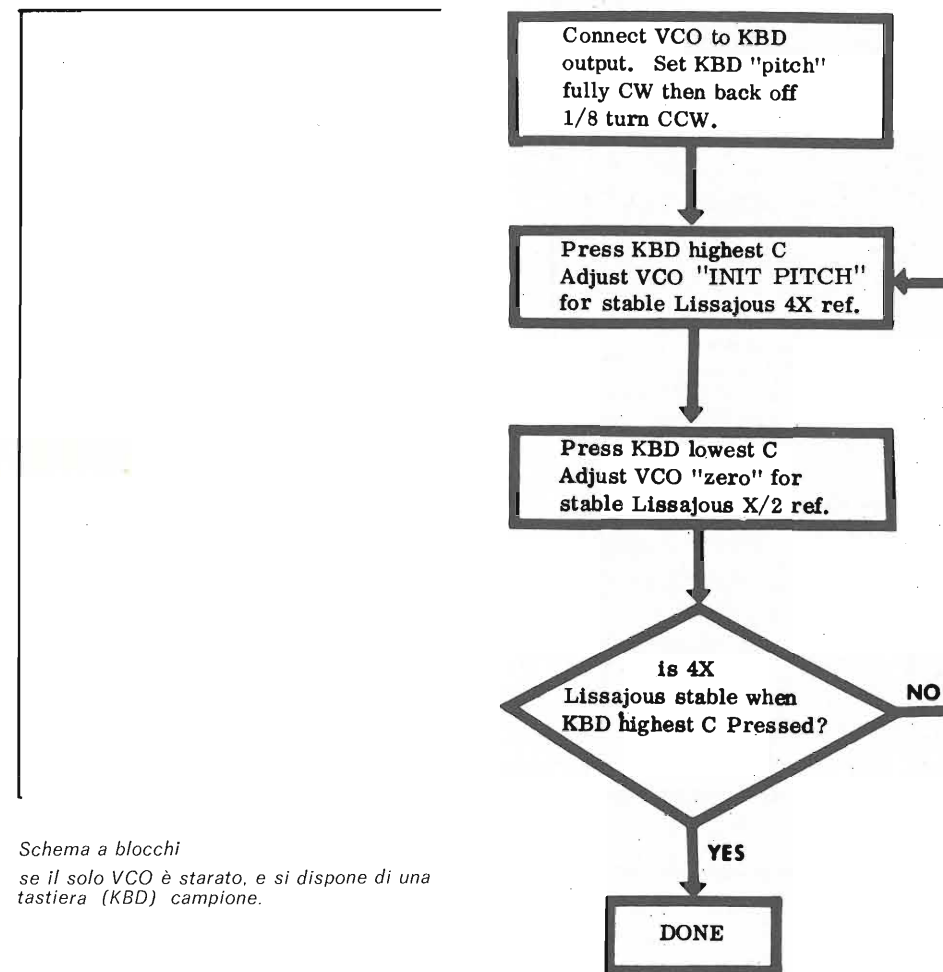 Connect VCO to KBD
output. Set KBD "pitch"
fully CW then back off
1/8 turn CCW.
Press KBD highest C
Adjust VCO "INIT PITCH"
for stable Lissajous 4X ref.
Press KBD lowest C
Adjust VCO "zero" for
stable Lissajous X/2 ref.
is 4X
Lissajous stable when
KBD highest C Pressed?
NO
YES
DONE
Schema a blocchi
se il solo VCO è starato, e si dispone di una
tastiera (KBD) campione.